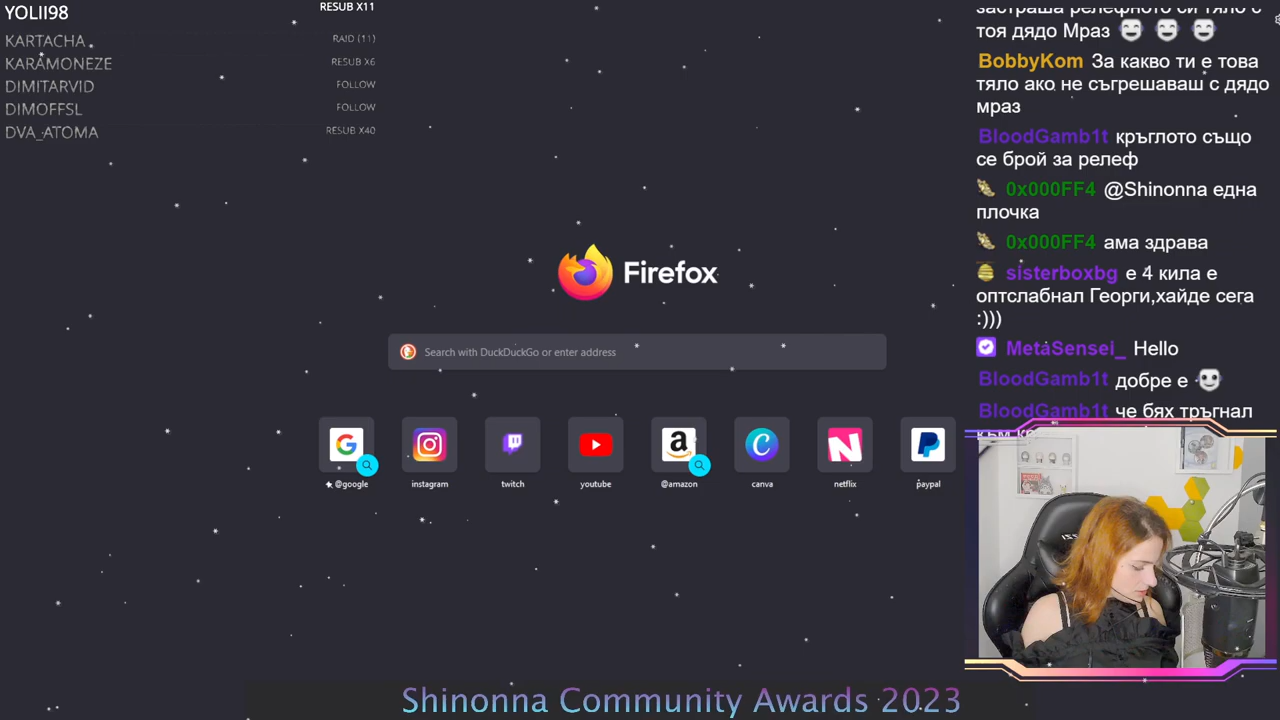 YOLII98 RESUB X11
KARTACHA RAID (11)
KARAMONEZE RESUB X6
DIMITARVID FOLLOW
DIMOFFSL FOLLOW
DVA_ATOMA RESUB X40
Firefox
Search with DuckDuckGo or enter address
@google
instagram
twitch
youtube
@amazon
canva
netflix
paypal
застраша релефното си тяло с
тоя дядо Мраз
BobbyKom За какво ти е това
тяло ако не съгрешаваш с дядо
мраз
BloodGamb1t кръглото също
се брой за релеф
0x000FF4 @Shinonna една
плочка
0x000FF4 ама здрава
sisterboxbg е 4 кила е
оптслабнал Георги,хайде сега
:)))
MetaSensei_ Hello
BloodGamb1t добре е
BloodGamb1t че бях тръгнал
към
Shinonna Community Awards 2023